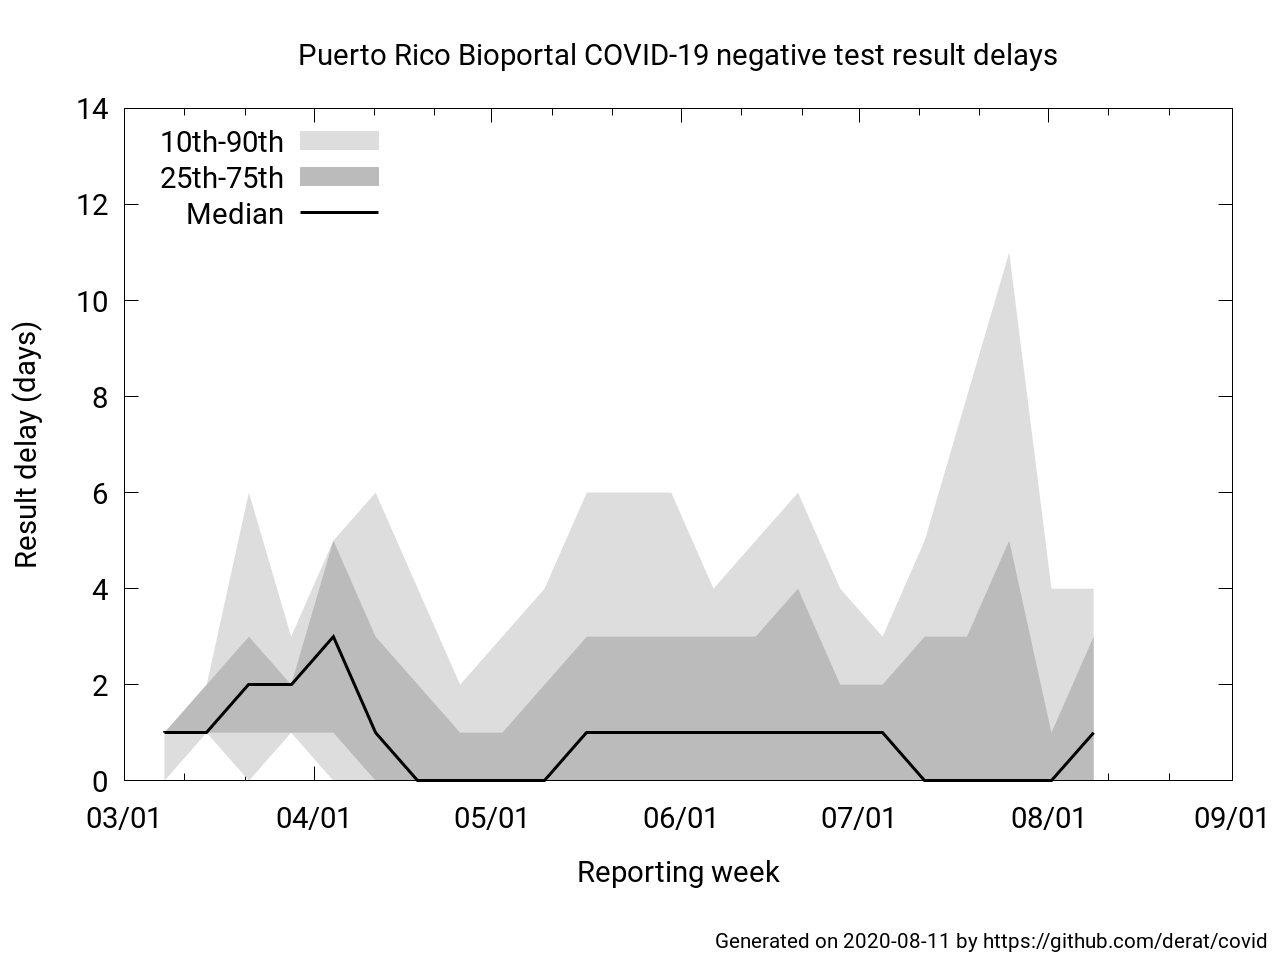 Puerto Rico Bioportal COVID-19 negative test result delays
14
12
10
8
6
4
2
0
10th-90th
25th-75th
Median
Result delay (days)
03/01 04/01 05/01 06/01 07/01 08/01 09/01
Reporting week
Generated on 2020-08-11 by https://github.com/derat/covid